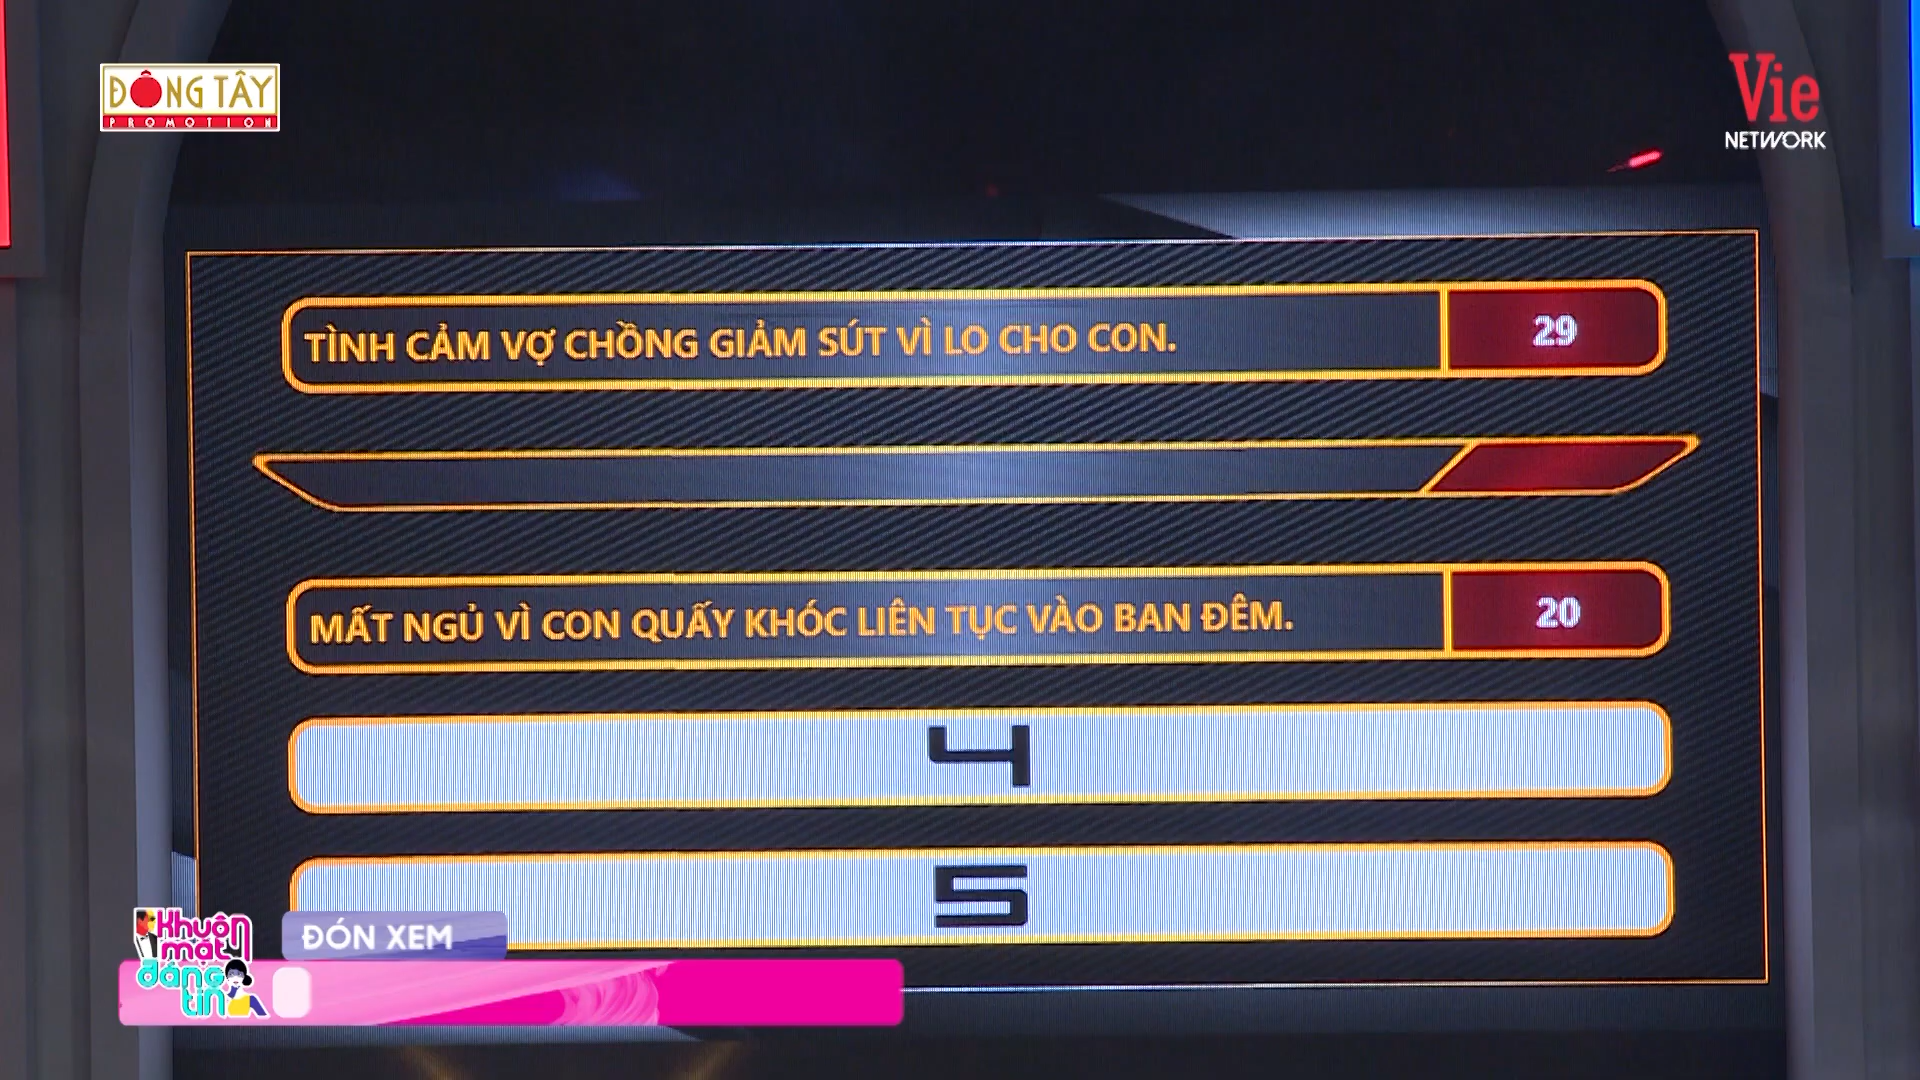 ĐÔNG TÂY
PROMOTION
Vie
NETWORK
TÌNH CẢM VỢ CHỒNG GIẢM SÚT VÌ LO CHO CON.
29
MẤT NGỦ VÌ CON QUẤY KHÓC LIÊN TỤC VÀO BAN ĐÊM.
20
4
5
Khuôn
mặt
đáng
tin
ĐÓN XEM